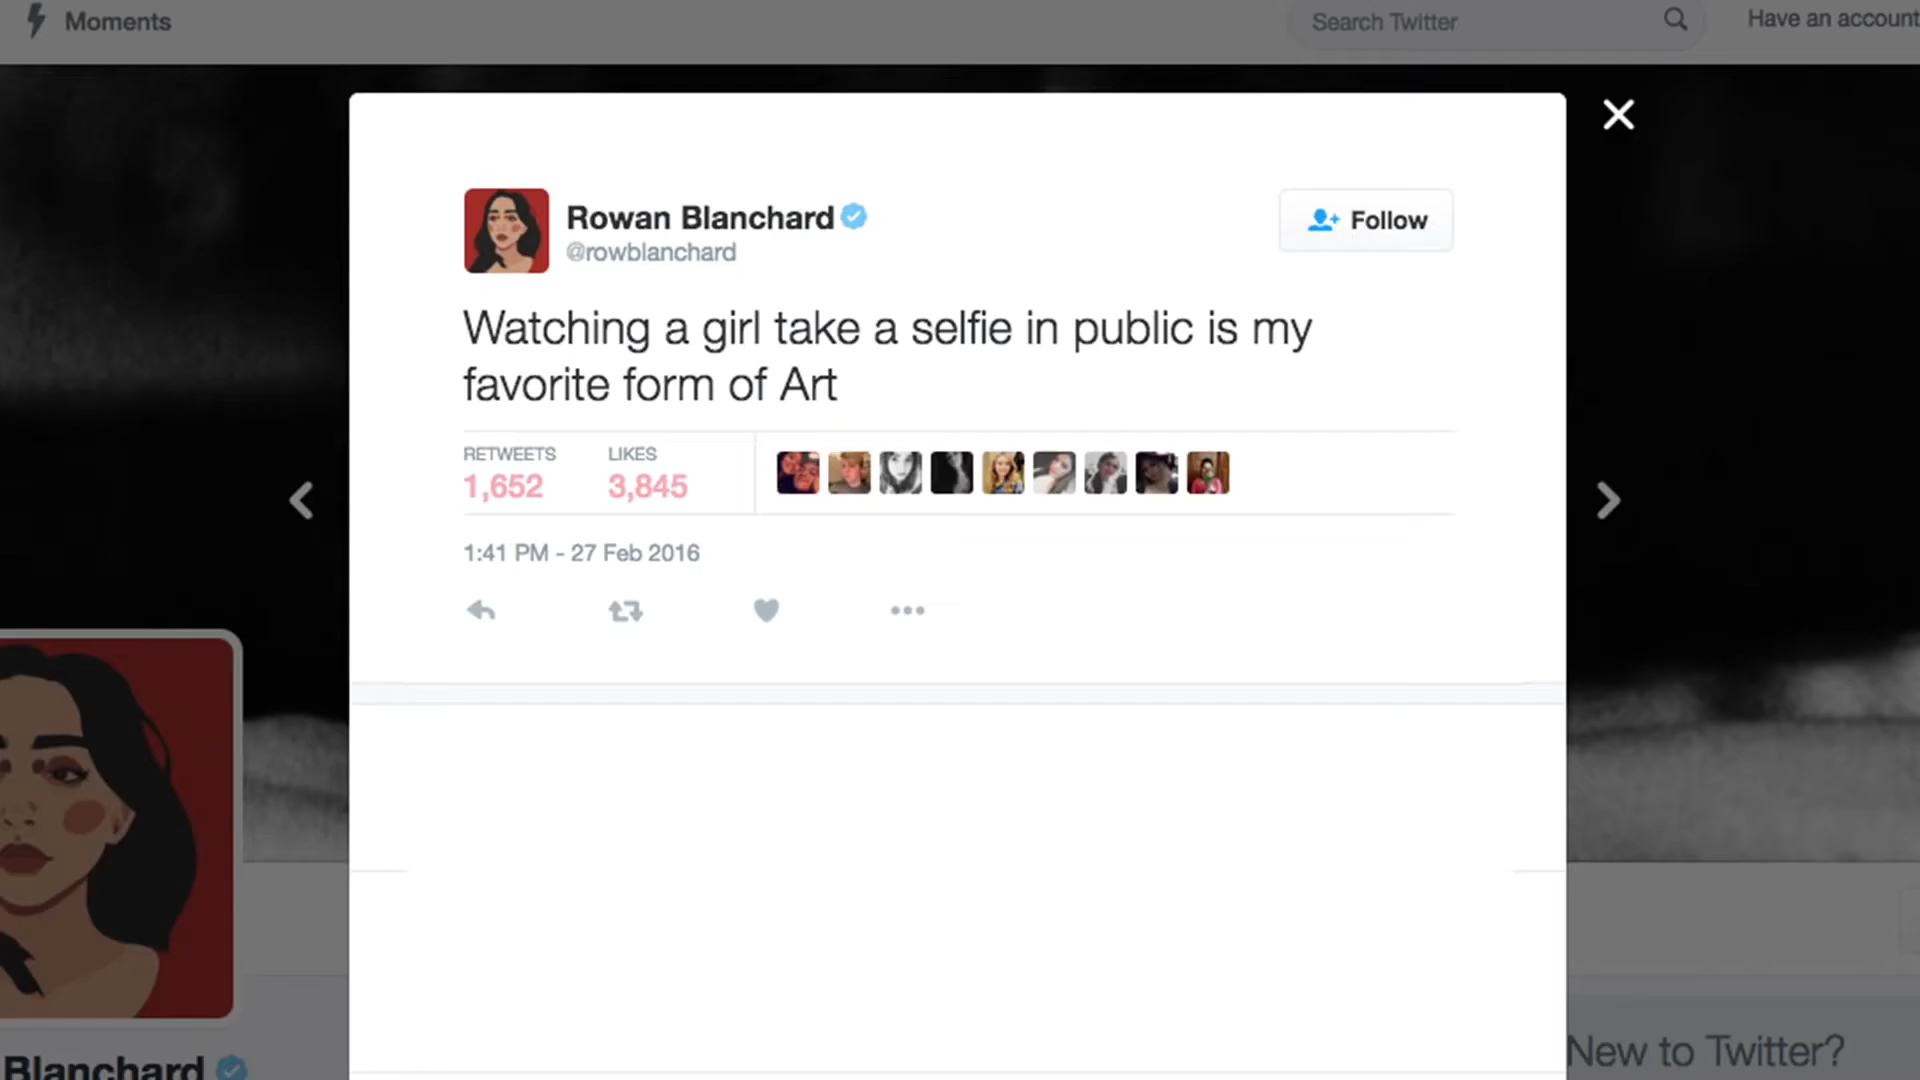 Moments
Search Twitter
Have an account
Rowan Blanchard
@rowblanchard
Follow
Watching a girl take a selfie in public is my
favorite form of Art
RETWEETS
LIKES
1,652
3,845
1:41 PM - 27 Feb 2016
Blanchard
New to Twitter?